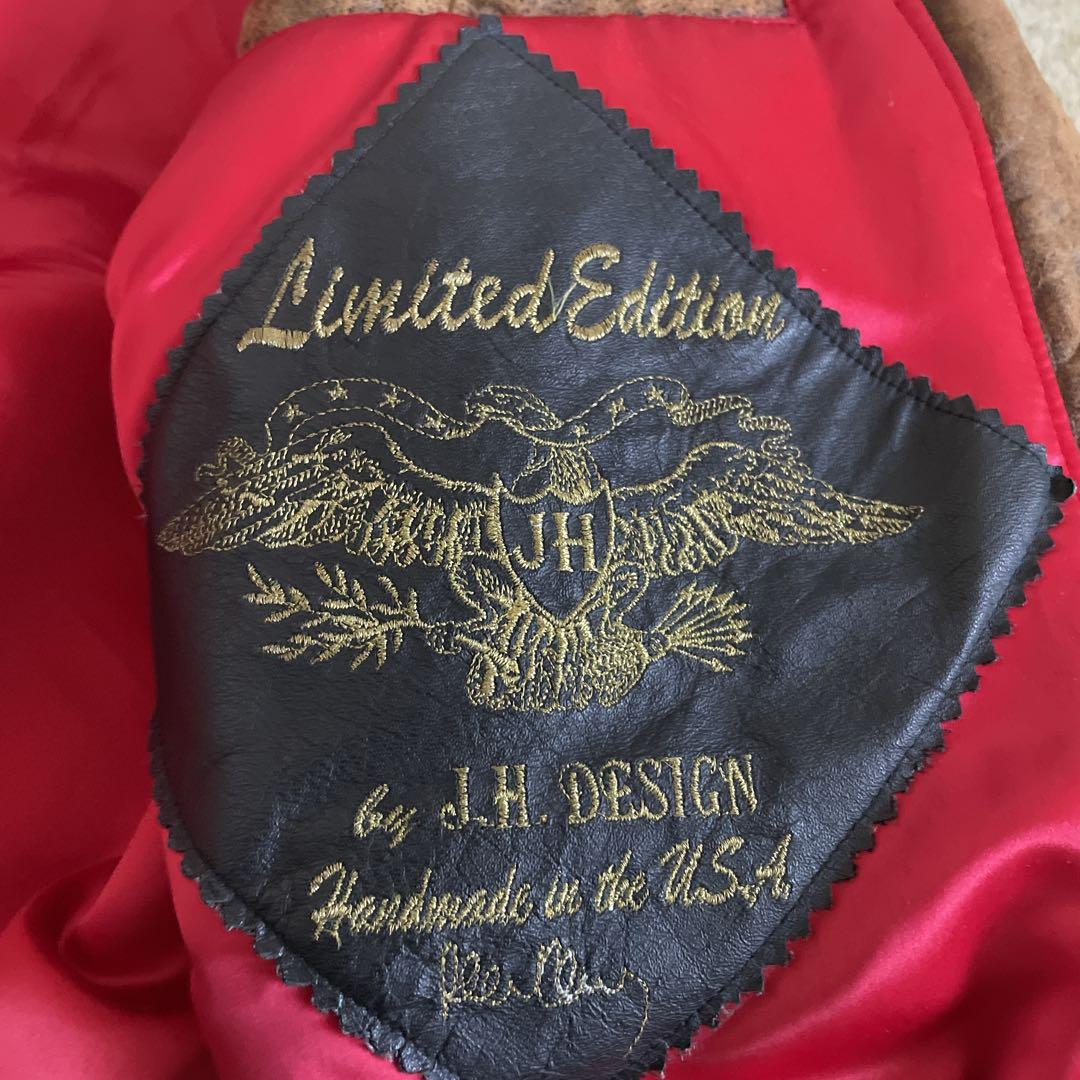 Limited Edition
JH
by J.H. DESIGN
Handmade in the U.S.A